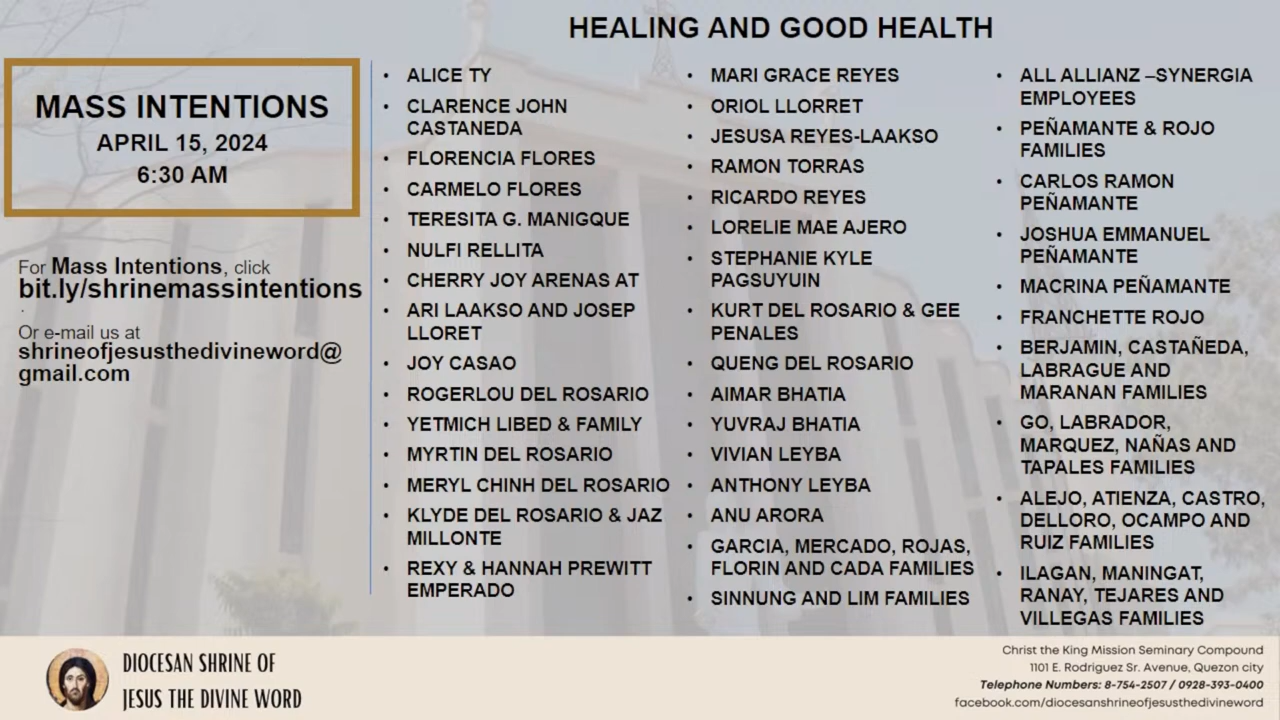 HEALING AND GOOD HEALTH
MASS INTENTIONS
APRIL 15, 2024
6:30 AM
For Mass Intentions, click
bit.ly/shrinemassintentions
.
Or e-mail us at
shrineofjesusthedivineword@
gmail.com
• ALICE TY
• CLARENCE JOHN
CASTANEDA
• FLORENCIA FLORES
• CARMELO FLORES
• TERESITA G. MANIGQUE
• NULFI RELLITA
• CHERRY JOY ARENAS AT
• ARI LAAKSO AND JOSEP
LLORET
• JOY CASAO
• ROGERLOU DEL ROSARIO
• YETMICH LIBED & FAMILY
• MYRTIN DEL ROSARIO
• MERYL CHINH DEL ROSARIO
• KLYDE DEL ROSARIO & JAZ
MILLONTE
• REXY & HANNAH PREWITT
EMPERADO
• MARI GRACE REYES
• ORIOL LLORRET
• JESUSA REYES-LAAKSO
• RAMON TORRAS
• RICARDO REYES
• LORELIE MAE AJERO
• STEPHANIE KYLE
PAGSUYUIN
• KURT DEL ROSARIO & GEE
PENALES
• QUENG DEL ROSARIO
• AIMAR BHATIA
• YUVRAJ BHATIA
• VIVIAN LEYBA
• ANTHONY LEYBA
• ANU ARORA
• GARCIA, MERCADO, ROJAS,
FLORIN AND CADA FAMILIES
• SINNUNG AND LIM FAMILIES
• ALL ALLIANZ –SYNERGIA
EMPLOYEES
• PEÑAMANTE & ROJO
FAMILIES
• CARLOS RAMON
PEÑAMANTE
• JOSHUA EMMANUEL
PEÑAMANTE
• MACRINA PEÑAMANTE
• FRANCHETTE ROJO
• BERJAMIN, CASTAÑEDA,
LABRAGUE AND
MARANAN FAMILIES
• GO, LABRADOR,
MARQUEZ, NAÑAS AND
TAPALES FAMILIES
• ALEJO, ATIENZA, CASTRO,
DELLORO, OCAMPO AND
RUIZ FAMILIES
• ILAGAN, MANINGAT,
RANAY, TEJARES AND
VILLEGAS FAMILIES
DIOCESAN SHRINE OF
JESUS THE DIVINE WORD
Christ the King Mission Seminary Compound
1101 E. Rodriguez Sr. Avenue, Quezon city
Telephone Numbers: 8-754-2507 / 0928-393-0400
facebook.com/diocesanshrineofjesusthedivineword